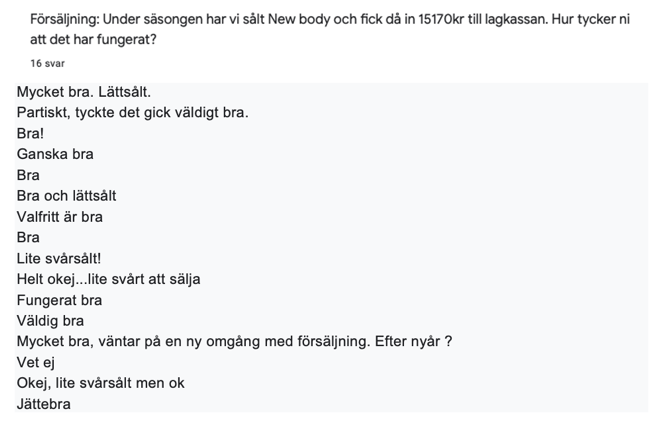 Försäljning: Under säsongen har vi sålt New body och fick då in 15170kr till lagkassan. Hur tycker ni
att det har fungerat?
16 svar
Mycket bra. Lättsålt.
Partiskt, tyckte det gick väldigt bra.
Bra!
Ganska bra
Bra
Bra och lättsålt
Valfritt är bra
Bra
Lite svårsålt!
Helt okej...lite svårt att sälja
Fungerat bra
Väldig bra
Mycket bra, väntar på en ny omgång med försäljning. Efter nyår ?
Vet ej
Okej, lite svårsålt men ok
Jättebra